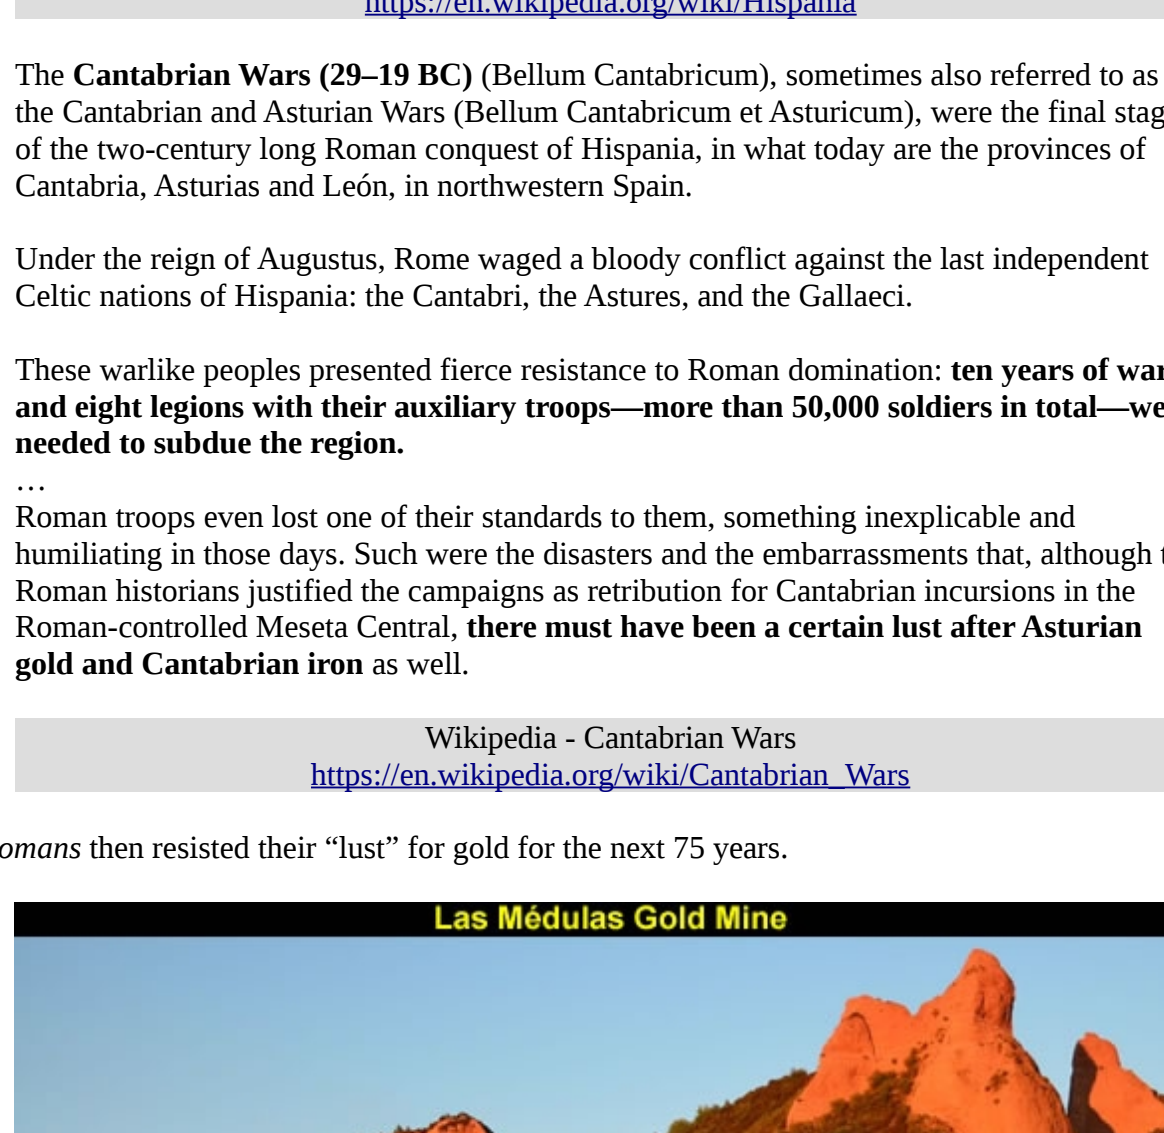 https://en.wikipedia.org/wiki/Hispania
The Cantabrian Wars (29–19 BC) (Bellum Cantabricum), sometimes also referred to as
the Cantabrian and Asturian Wars (Bellum Cantabricum et Asturicum), were the final stag
of the two-century long Roman conquest of Hispania, in what today are the provinces of
Cantabria, Asturias and León, in northwestern Spain.
Under the reign of Augustus, Rome waged a bloody conflict against the last independent
Celtic nations of Hispania: the Cantabri, the Astures, and the Gallaeci.
These warlike peoples presented fierce resistance to Roman domination: ten years of war
and eight legions with their auxiliary troops—more than 50,000 soldiers in total—we
needed to subdue the region.
…
Roman troops even lost one of their standards to them, something inexplicable and
humiliating in those days. Such were the disasters and the embarrassments that, although t
Roman historians justified the campaigns as retribution for Cantabrian incursions in the
Roman-controlled Meseta Central, there must have been a certain lust after Asturian
gold and Cantabrian iron as well.
Wikipedia - Cantabrian Wars
https://en.wikipedia.org/wiki/Cantabrian_Wars
omans then resisted their “lust” for gold for the next 75 years.
Las Médulas Gold Mine